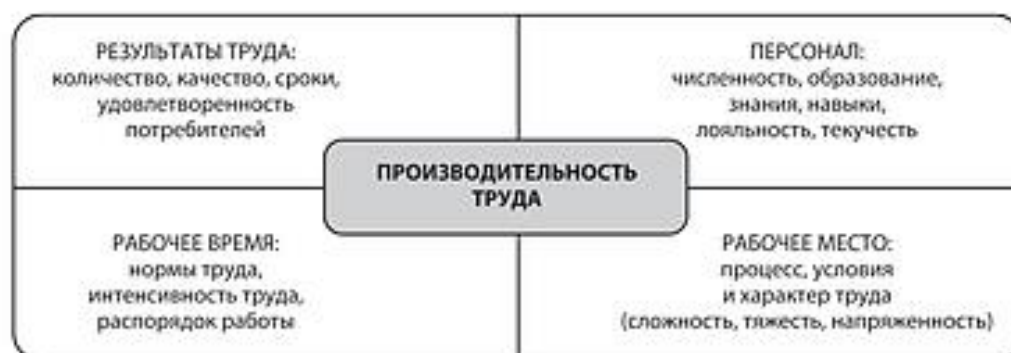 РЕЗУЛЬТАТЫ ТРУДА:
количество, качество, сроки,
удовлетворенность
потребителей
ПЕРСОНАЛ:
численность, образование,
знания, навыки,
лояльность, текучесть
ПРОИЗВОДИТЕЛЬНОСТЬ
ТРУДА
РАБОЧЕЕ ВРЕМЯ:
нормы труда,
интенсивность труда,
распорядок работы
РАБОЧЕЕ МЕСТО:
процесс, условия
и характер труда
(сложность, тяжесть, напряженность)